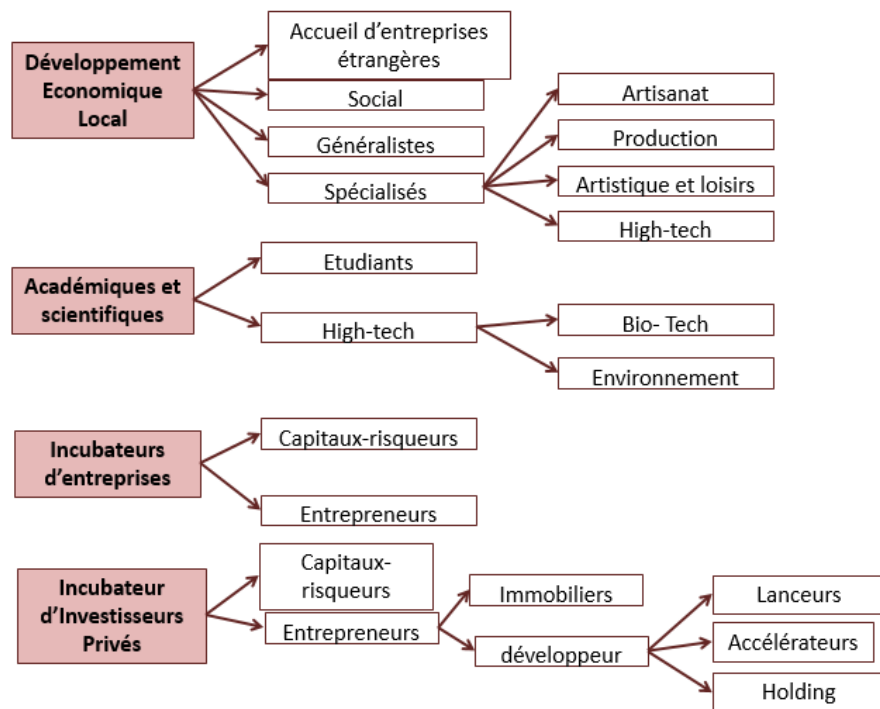 Développement
Economique
Local
Accueil d'entreprises
étrangères
Social
Généralistes
Spécialisés
Artisanat
Production
Artistique et loisirs
High-tech
Académiques et
scientifiques
Etudiants
High-tech
Bio- Tech
Environnement
Incubateurs
d'entreprises
Capitaux-risqueurs
Entrepreneurs
Incubateur
d'Investisseurs
Privés
Capitaux-
risqueurs
Entrepreneurs
Immobiliers
développeur
Lanceurs
Accélérateurs
Holding